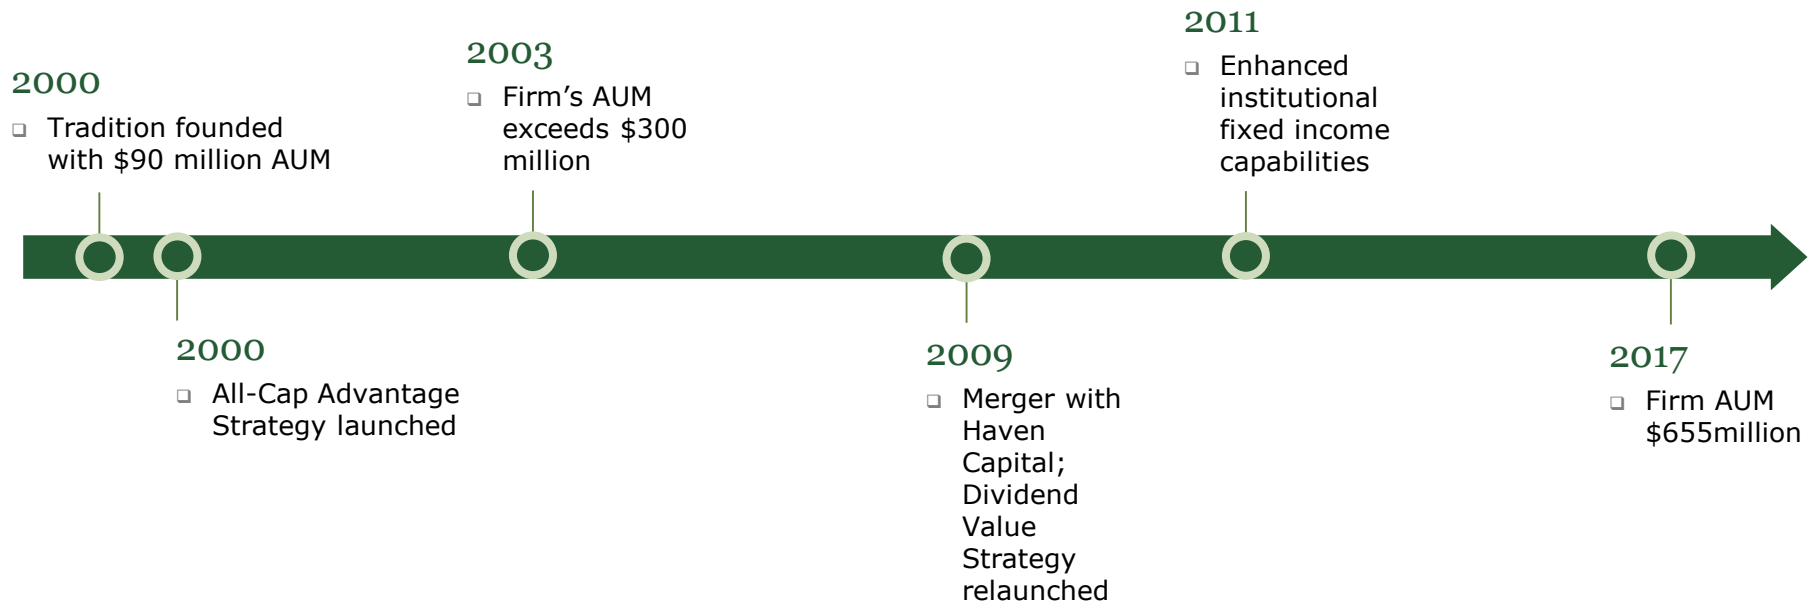 2000
❑ Tradition founded
with $90 million AUM
2000
❑ All-Cap Advantage
Strategy launched
2003
❑ Firm’s AUM
exceeds $300
million
2009
❑ Merger with
Haven
Capital;
Dividend
Value
Strategy
relaunched
2011
❑ Enhanced
institutional
fixed income
capabilities
2017
❑ Firm AUM
$655million